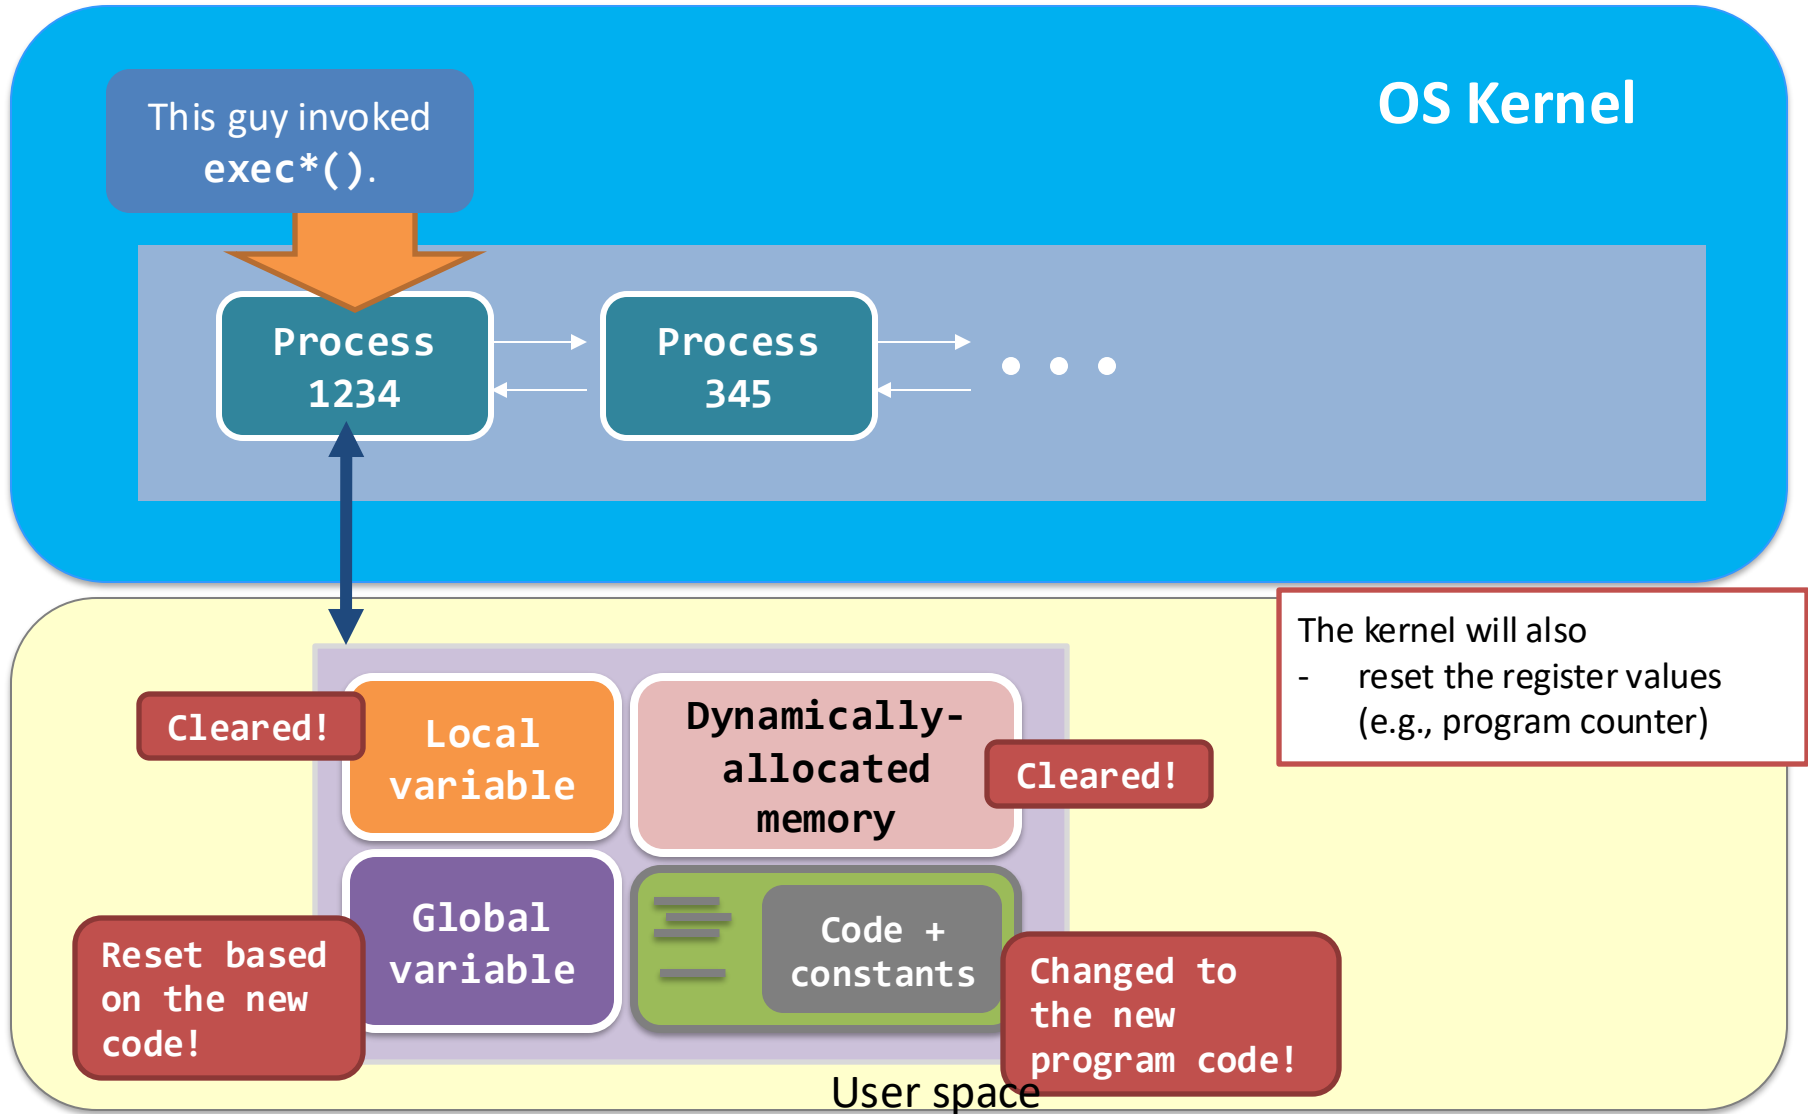 This guy invoked
exec*().
OS Kernel
Process
1234
Process
345
The kernel will also
- reset the register values
(e.g., program counter)
Cleared!
Local
variable
Dynamically-
allocated
memory
Cleared!
Global
variable
Code +
constants
Reset based
on the new
code!
Changed to
the new
program code!
User space